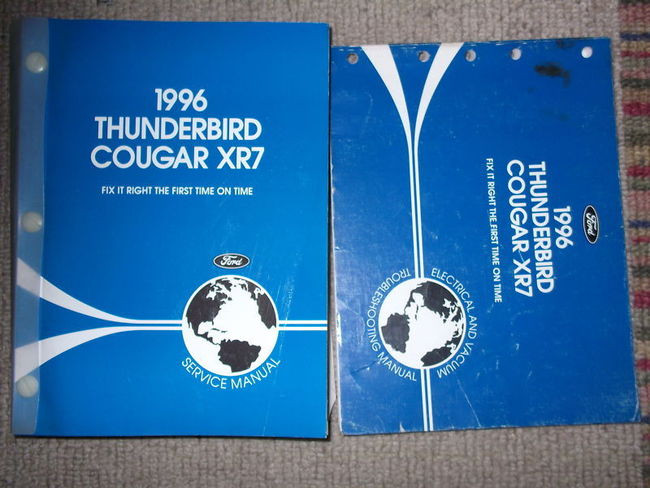 1996
THUNDERBIRD
COUGAR XR7
FIX IT RIGHT THE FIRST TIME ON TIME
Ford
SERVICE MANUAL
1996
THUNDERBIRD
COUGAR XR7
FIX IT RIGHT THE FIRST TIME ON TIME
Ford
ELECTRICAL AND VACUUM
TROUBLESHOOTING MANUAL